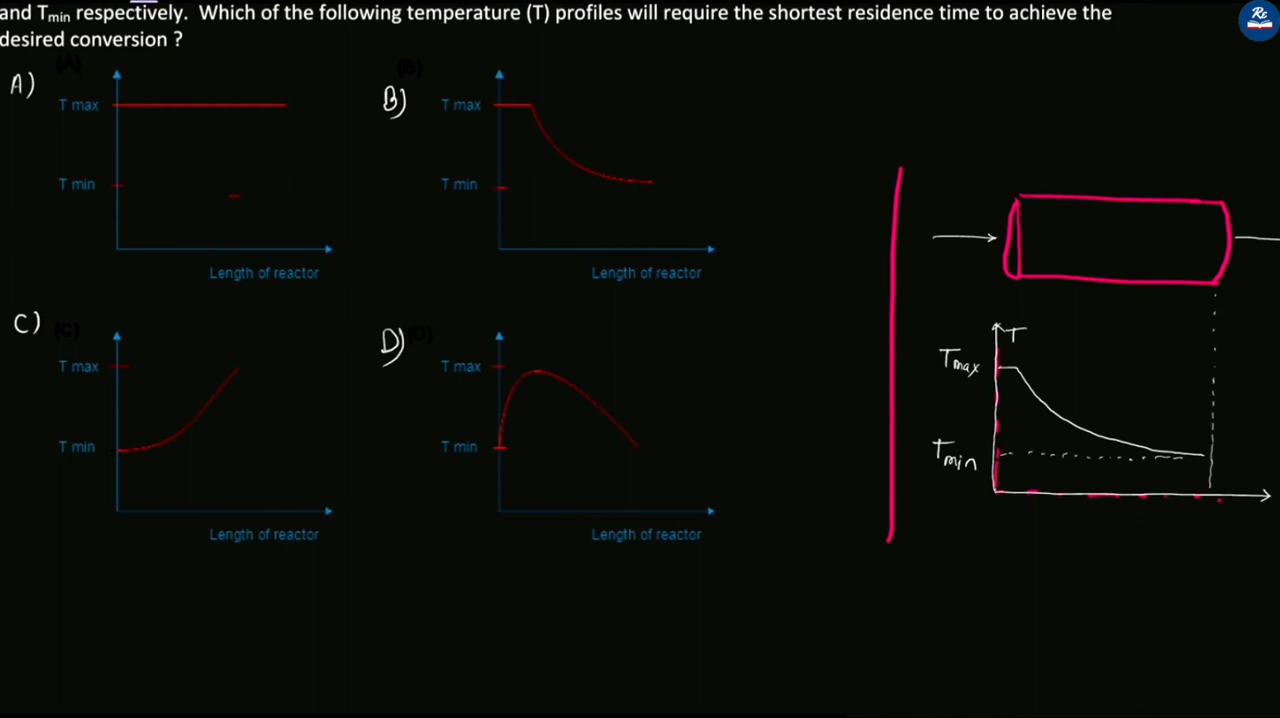 and Tmin respectively. Which of the following temperature (T) profiles will require the shortest residence time to achieve the
desired conversion ?
Re
A)
(A)
T max
T min
Length of reactor
B)
(B)
T max
T min
Length of reactor
C)
(C)
T max
T min
Length of reactor
D)
(D)
T max
T min
Length of reactor
T
Tmax
Tmin